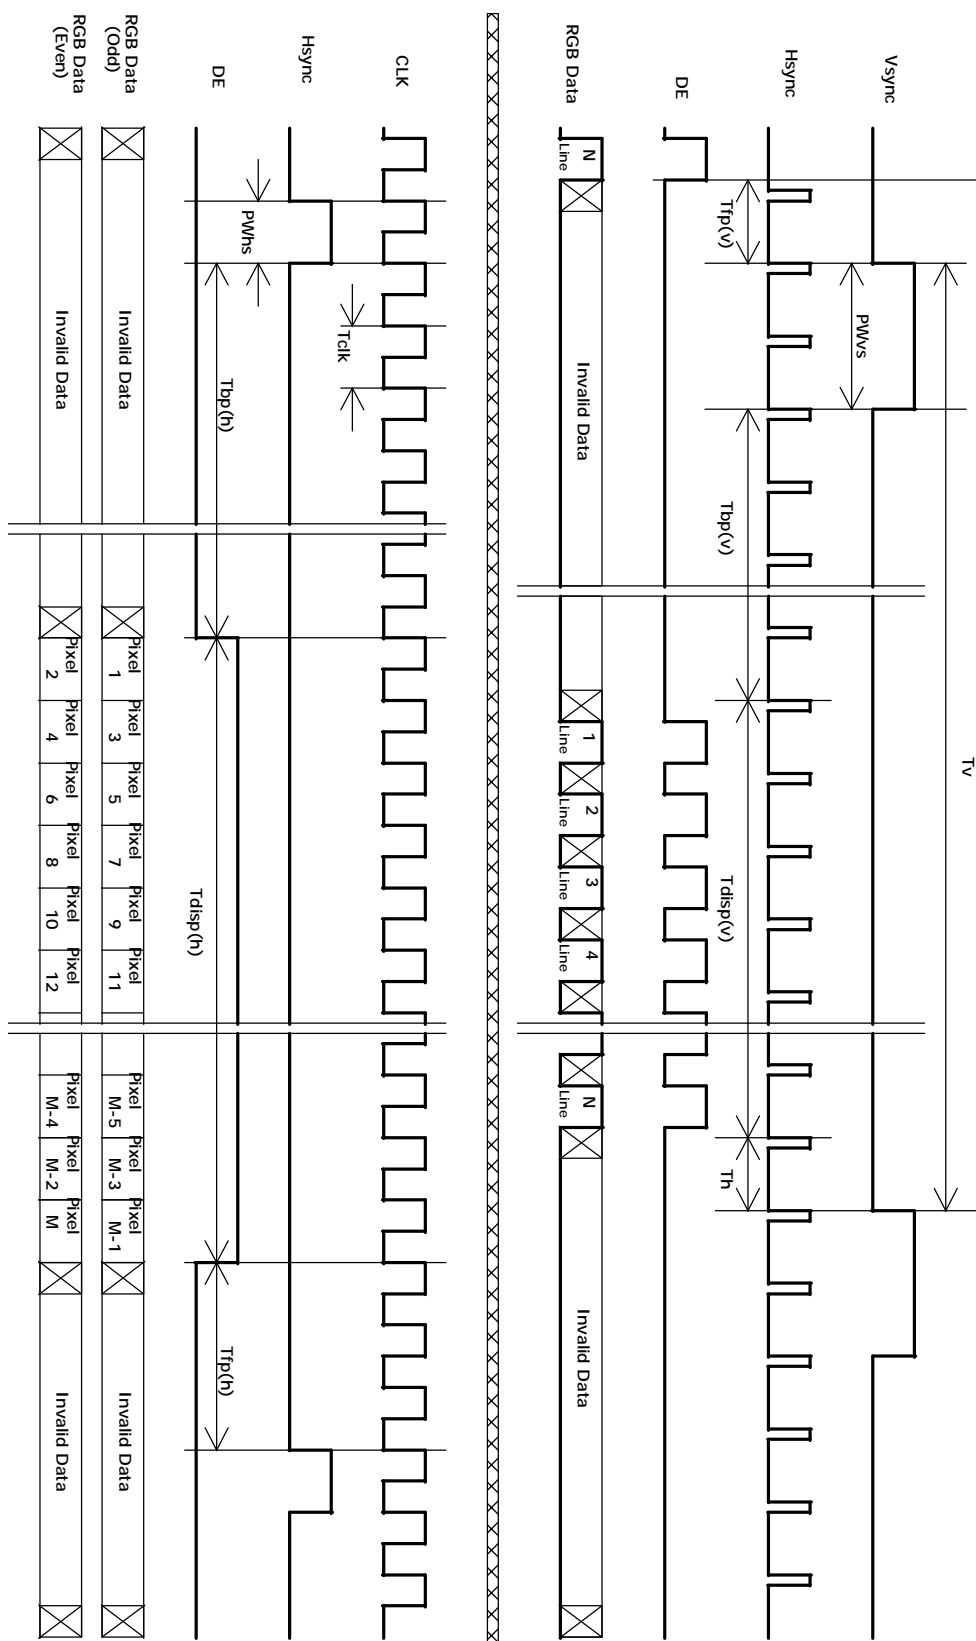 Vsync
Tv
PWvs
Hsync
Tfp(v)
Tbp(v)
Tdisp(v)
Th
DE
RGB Data
Line N
Invalid Data
Line 1
Line 2
Line 3
Line 4
Line N
Invalid Data
CLK
Tclk
Hsync
PWhs
DE
Tbp(h)
Tdisp(h)
Tfp(h)
RGB Data
(Odd)
Invalid Data
Pixel 1
Pixel 3
Pixel 5
Pixel 7
Pixel 9
Pixel 11
Pixel M-5
Pixel M-3
Pixel M-1
Invalid Data
RGB Data
(Even)
Invalid Data
Pixel 2
Pixel 4
Pixel 6
Pixel 8
Pixel 10
Pixel 12
Pixel M-4
Pixel M-2
Pixel M
Invalid Data